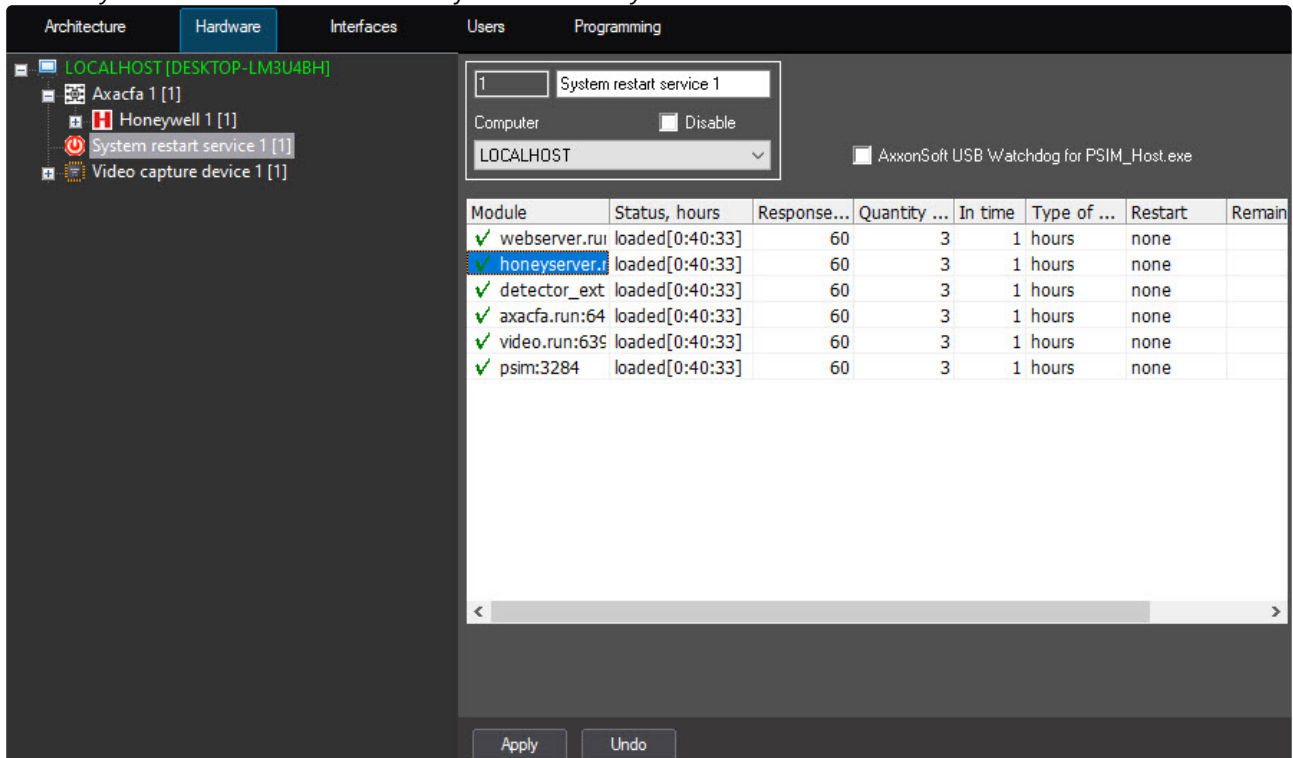 Architecture Hardware Interfaces Users Programming
LOCALHOST [DESKTOP-LM3U4BH]
Axacfa 1 [1]
Honeywell 1 [1]
System restart service 1 [1]
Video capture device 1 [1]
1 System restart service 1
Computer Disable
LOCALHOST
AxxonSoft USB Watchdog for PSIM_Host.exe
Module Status, hours Response... Quantity ... In time Type of ... Restart Remain
webserver.ru loaded[0:40:33] 60 3 1 hours none
honeyserver.r loaded[0:40:33] 60 3 1 hours none
detector_ext loaded[0:40:33] 60 3 1 hours none
axacfa.run:64 loaded[0:40:33] 60 3 1 hours none
video.run:639 loaded[0:40:33] 60 3 1 hours none
psim:3284 loaded[0:40:33] 60 3 1 hours none
Apply Undo